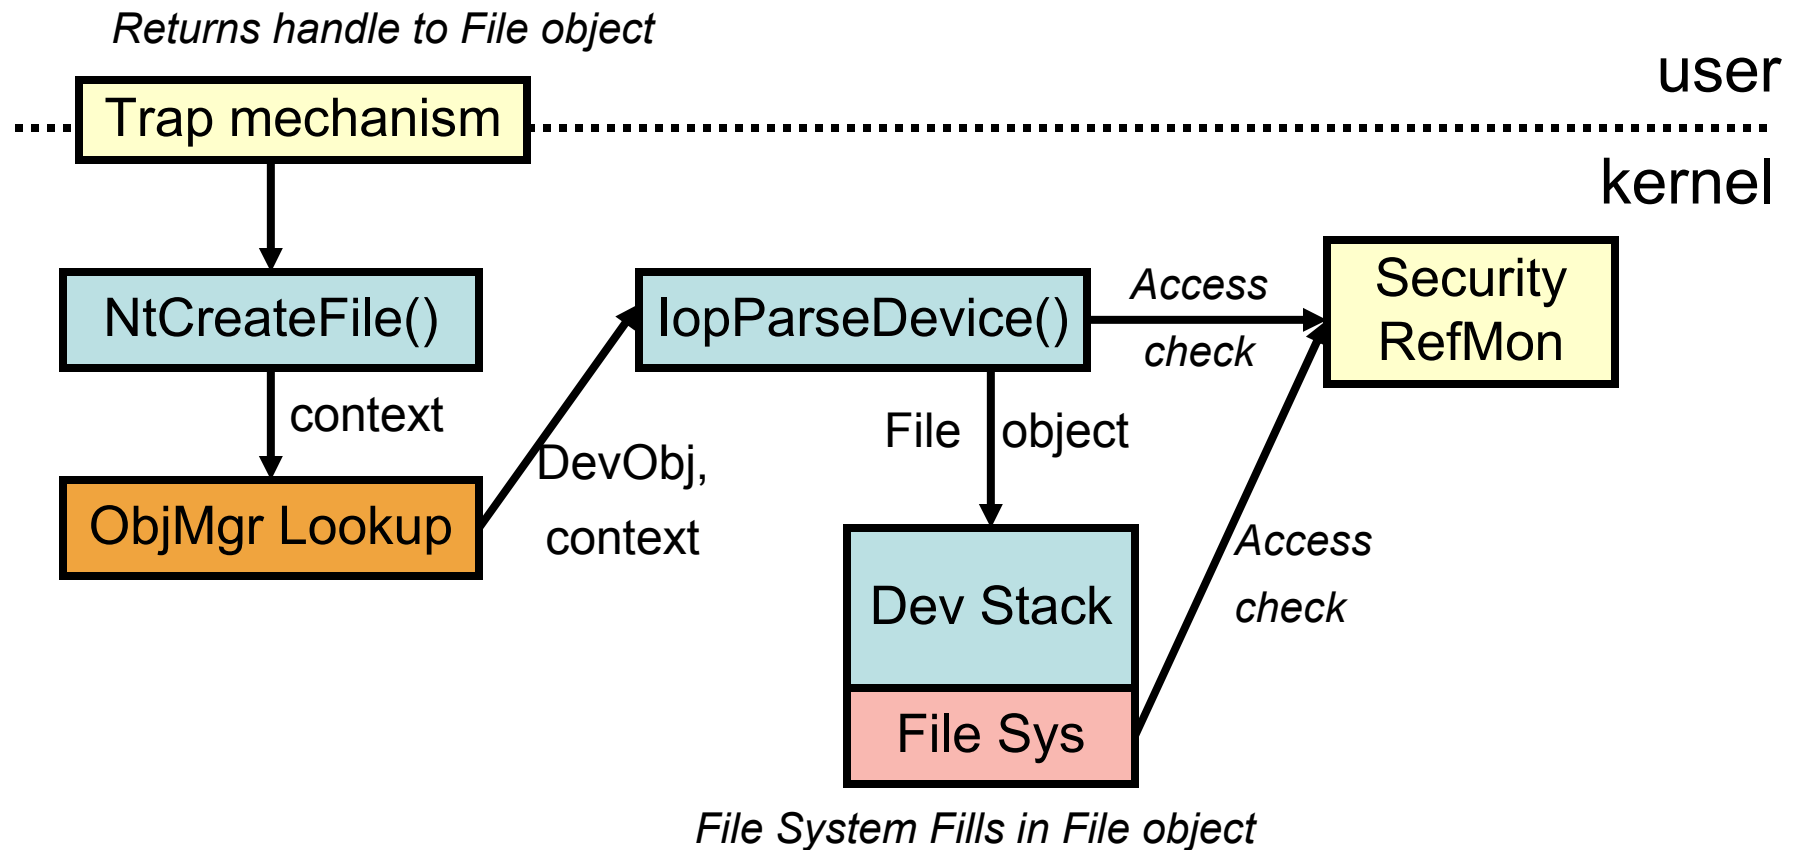 Returns handle to File object
user
Trap mechanism
kernel
NtCreateFile()
IopParseDevice()
Access
check
Security
RefMon
context
File object
DevObj,
context
ObjMgr Lookup
Access
check
Dev Stack
File Sys
File System Fills in File object